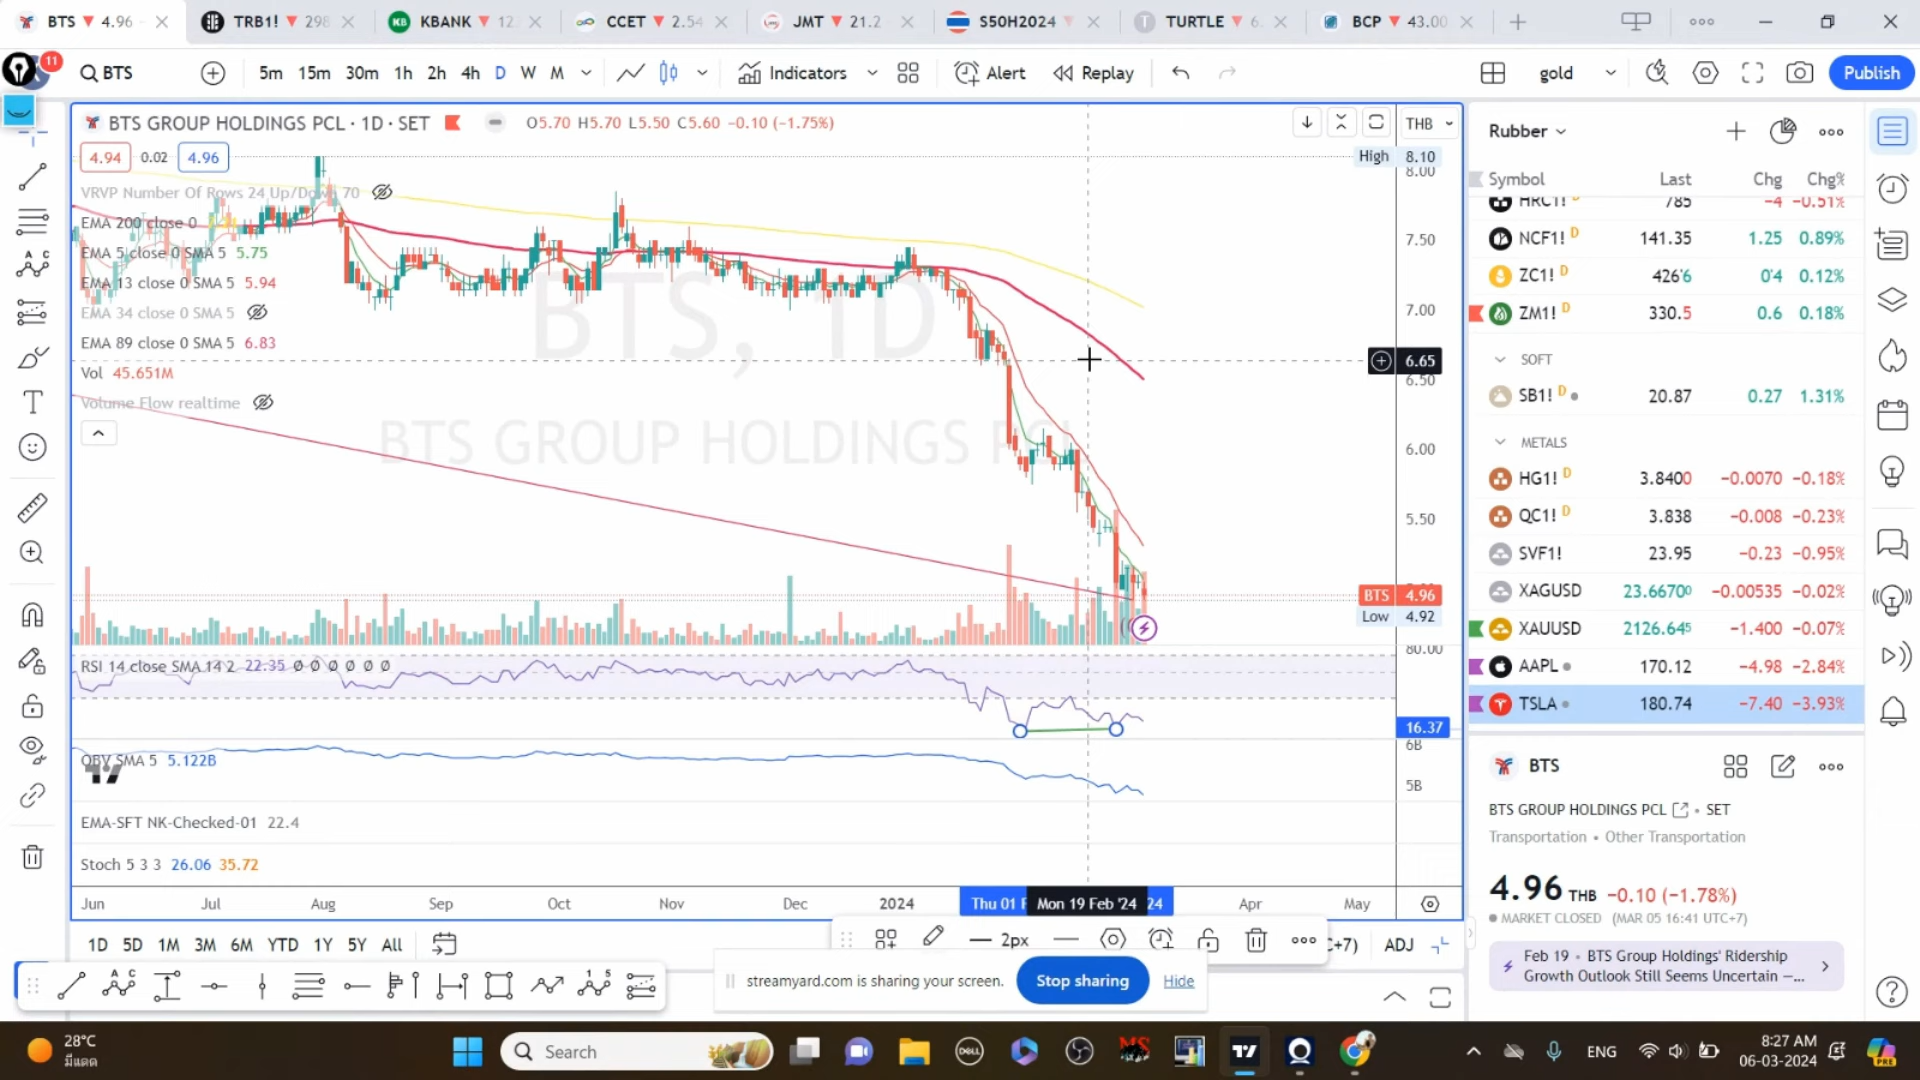 BTS ▼ 4.96
TRB1! ▼ 298
KBANK ▼ 12.
CCET ▼ 2.54
JMT ▼ 21.2
S50H2024 ▼
TURTLE ▼ 6.
BCP ▼ 43.00
11
BTS
5m 15m 30m 1h 2h 4h D W M
Indicators
Alert
Replay
gold
Publish
BTS GROUP HOLDINGS PCL · 1D · SET
O5.70 H5.70 L5.50 C5.60 −0.10 (−1.75%)
THB
4.94 0.02 4.96
VRVP Number Of Rows 24 Up/Down 70
EMA 200 close 0
EMA 5 close 0 SMA 5 5.75
EMA 13 close 0 SMA 5 5.94
EMA 34 close 0 SMA 5
EMA 89 close 0 SMA 5 6.83
Vol 45.651M
Volume Flow realtime
BTS, 1D
BTS GROUP HOLDINGS PCL
High 8.10
8.00
7.50
7.00
6.65
6.50
6.00
5.50
BTS 4.96
Low 4.92
RSI 14 close SMA 14 2 22.35 Ø Ø Ø Ø Ø Ø
80.00
16.37
OBV SMA 5 5.122B
6B
5B
EMA-SFT NK-Checked-01 22.4
Stoch 5 3 3 26.06 35.72
Jun Jul Aug Sep Oct Nov Dec 2024 Thu 01 F Mon 19 Feb '24 24 Apr May
1D 5D 1M 3M 6M YTD 1Y 5Y All
2px
C+7) ADJ
streamyard.com is sharing your screen.
Stop sharing
Hide
Rubber
Symbol Last Chg Chg%
HRC1! D 785 −4 −0.51%
NCF1! D 141.35 1.25 0.89%
ZC1! D 426'6 0'4 0.12%
ZM1! D 330.5 0.6 0.18%
SOFT
SB1! D 20.87 0.27 1.31%
METALS
HG1! D 3.8400 −0.0070 −0.18%
QC1! D 3.838 −0.008 −0.23%
SVF1! 23.95 −0.23 −0.95%
XAGUSD 23.66700 −0.00535 −0.02%
XAUUSD 2126.645 −1.400 −0.07%
AAPL 170.12 −4.98 −2.84%
TSLA 180.74 −7.40 −3.93%
BTS
BTS GROUP HOLDINGS PCL • SET
Transportation • Other Transportation
4.96 THB −0.10 (−1.78%)
MARKET CLOSED (MAR 05 16:41 UTC+7)
Feb 19 • BTS Group Holdings' Ridership
Growth Outlook Still Seems Uncertain —...
28°C
มีแดด
Search
DELL
MS
ENG
8:27 AM
06-03-2024
PRE